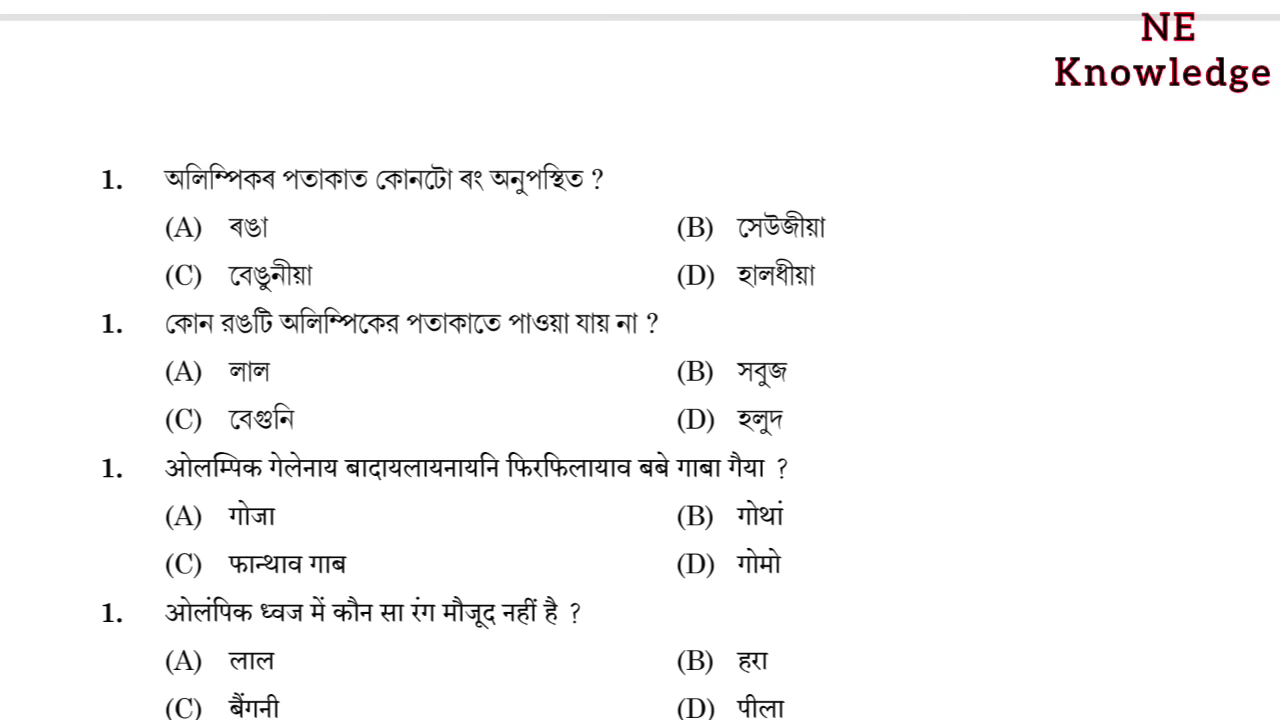 NE
Knowledge
1. অলিম্পিকৰ পতাকাত কোনটো ৰং অনুপস্থিত ?
(A) ৰঙা (B) সেউজীয়া
(C) বেঙুনীয়া (D) হালধীয়া
1. কোন রঙটি অলিম্পিকের পতাকাতে পাওয়া যায় না ?
(A) লাল (B) সবুজ
(C) বেগুনি (D) হলুদ
1. ओलम्पिक गेलेनाय बादायलायनायनि फिरफिलायाव बबे गाबा गैया ?
(A) गोजा (B) गोथां
(C) फान्थाव गाब (D) गोमो
1. ओलंपिक ध्वज में कौन सा रंग मौजूद नहीं है ?
(A) लाल (B) हरा
(C) बैंगनी (D) पीला